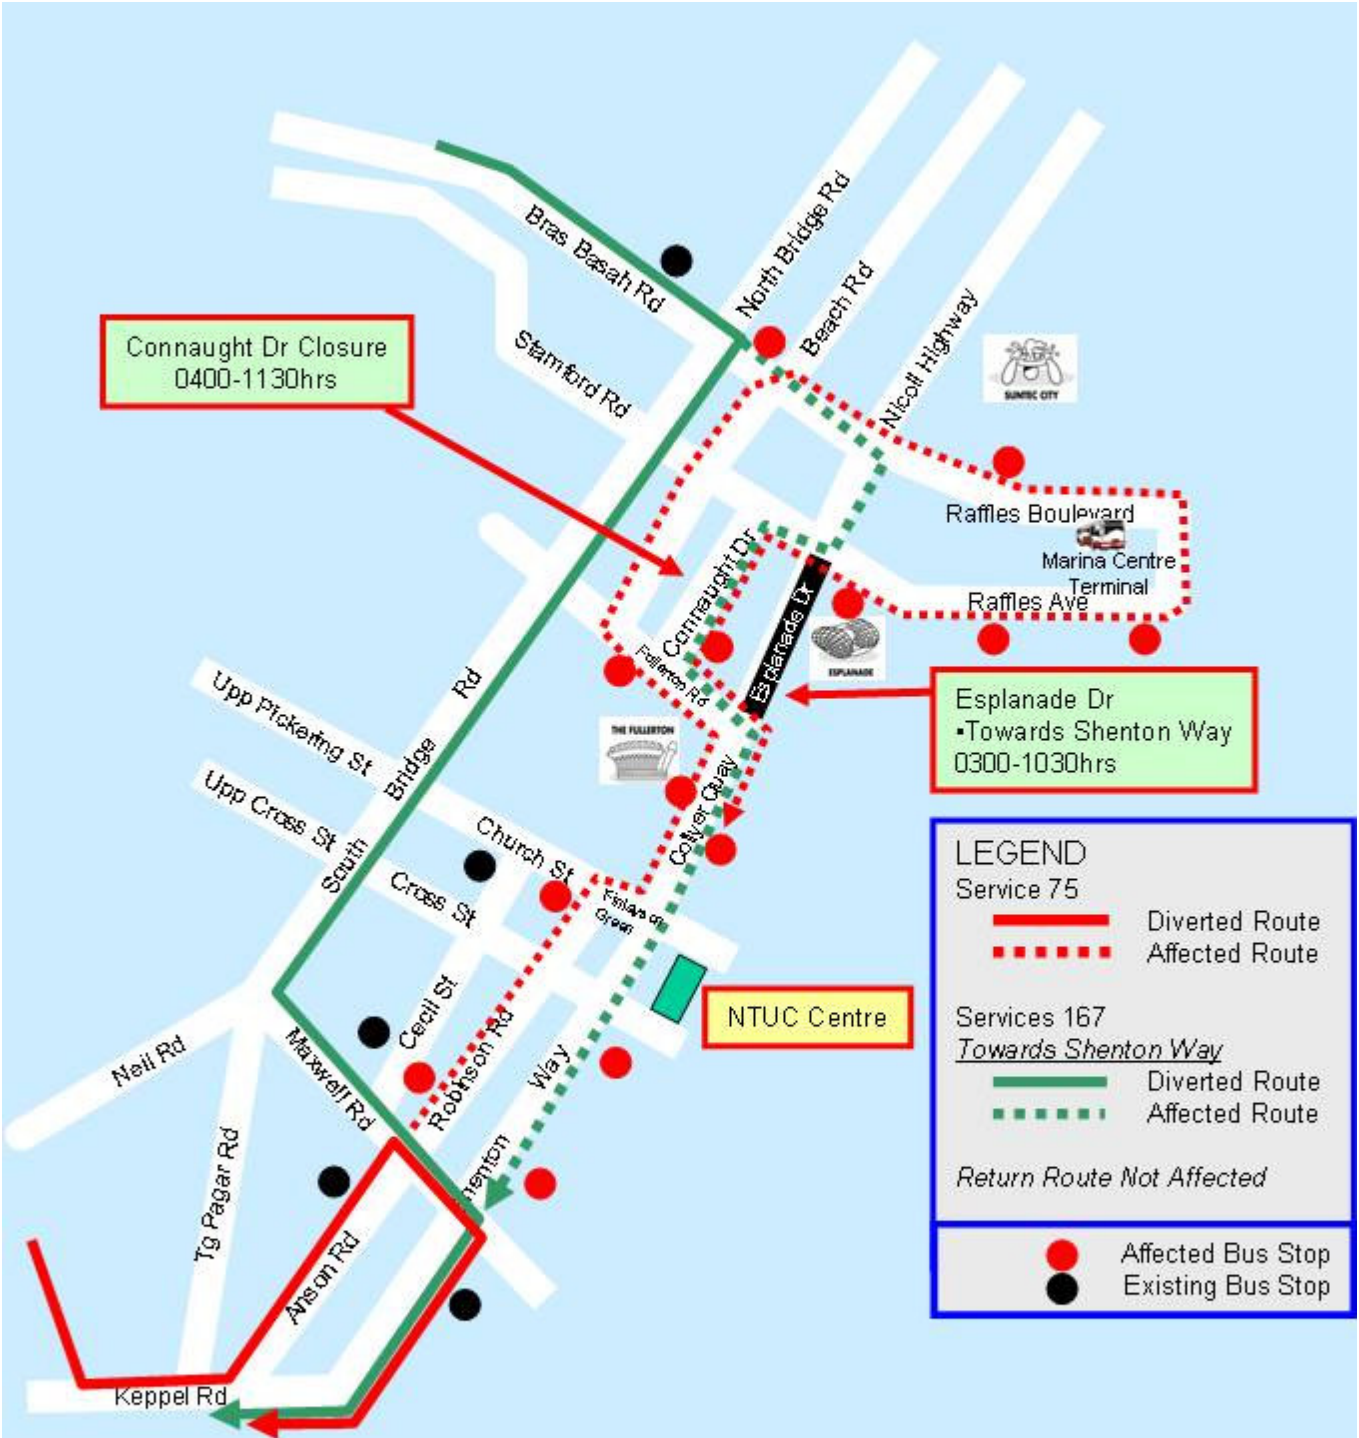 North Bridge Rd
Bras Basah Rd
Beach Rd
Nicoll Highway
Connaught Dr Closure
0400-1130hrs
Stamford Rd
SUNTEC CITY
Raffles Boulevard
Marina Centre
Terminal
Connaught Dr
Raffles Ave
Esplanade Dr
ESPLANADE
Fullerton Rd
Upp Pickering St
THE FULLERTON
Esplanade Dr
▪Towards Shenton Way
0300-1030hrs
South Bridge Rd
Upp Cross St
Collyer Quay
Church St
Cross St
Finlayson
Green
LEGEND
Service 75
Diverted Route
Affected Route
NTUC Centre
Services 167
Towards Shenton Way
Diverted Route
Affected Route
Neil Rd
Maxwell Rd
Cecil St
Robinson Rd
Shenton Way
Tg Pagar Rd
Return Route Not Affected
Anson Rd
Affected Bus Stop
Existing Bus Stop
Keppel Rd